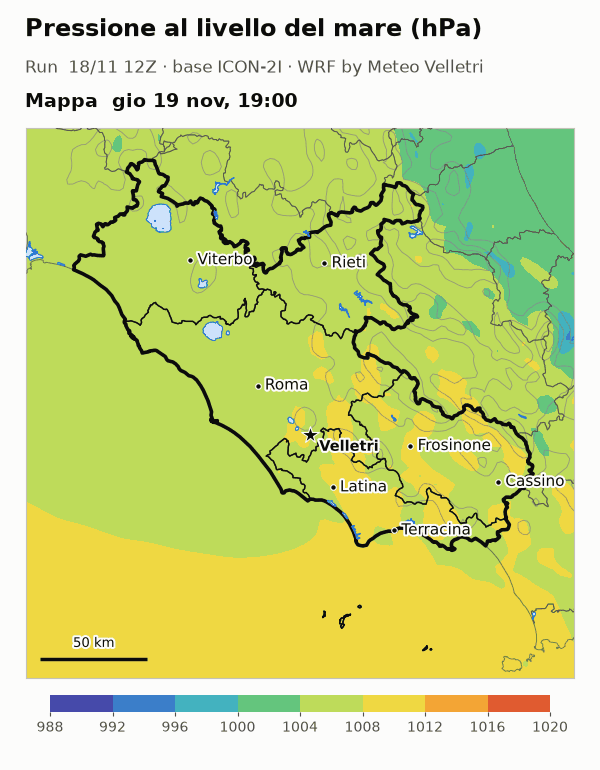 Pressione al livello del mare (hPa)
Run  18/11 12Z · base ICON-2I · WRF by Meteo Velletri
Mappa  gio 19 nov, 19:00
Viterbo
Rieti
Roma
Velletri
Frosinone
Latina
Cassino
Terracina
50 km
988 992 996 1000 1004 1008 1012 1016 1020